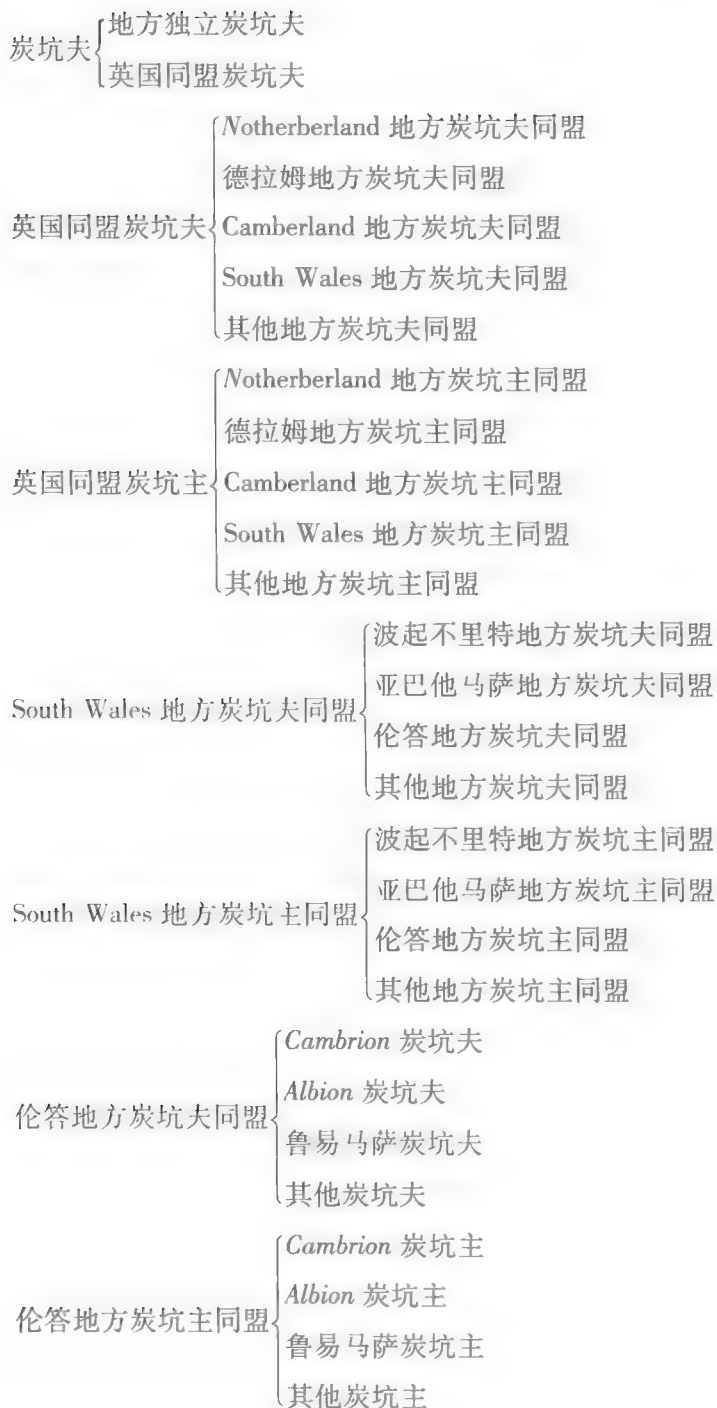 炭坑夫
地方独立炭坑夫
英国同盟炭坑夫
英国同盟炭坑夫
Notherberland 地方炭坑夫同盟
德拉姆地方炭坑夫同盟
Camberland 地方炭坑夫同盟
South Wales 地方炭坑夫同盟
其他地方炭坑夫同盟
英国同盟炭坑主
Notherberland 地方炭坑主同盟
德拉姆地方炭坑主同盟
Camberland 地方炭坑主同盟
South Wales 地方炭坑主同盟
其他地方炭坑主同盟
South Wales 地方炭坑夫同盟
波起不里特地方炭坑夫同盟
亚巴他马萨地方炭坑夫同盟
伦答地方炭坑夫同盟
其他地方炭坑夫同盟
South Wales 地方炭坑主同盟
波起不里特地方炭坑主同盟
亚巴他马萨地方炭坑主同盟
伦答地方炭坑主同盟
其他地方炭坑主同盟
伦答地方炭坑夫同盟
Cambrion 炭坑夫
Albion 炭坑夫
鲁易马萨炭坑夫
其他炭坑夫
伦答地方炭坑主同盟
Cambrion 炭坑主
Albion 炭坑主
鲁易马萨炭坑主
其他炭坑主